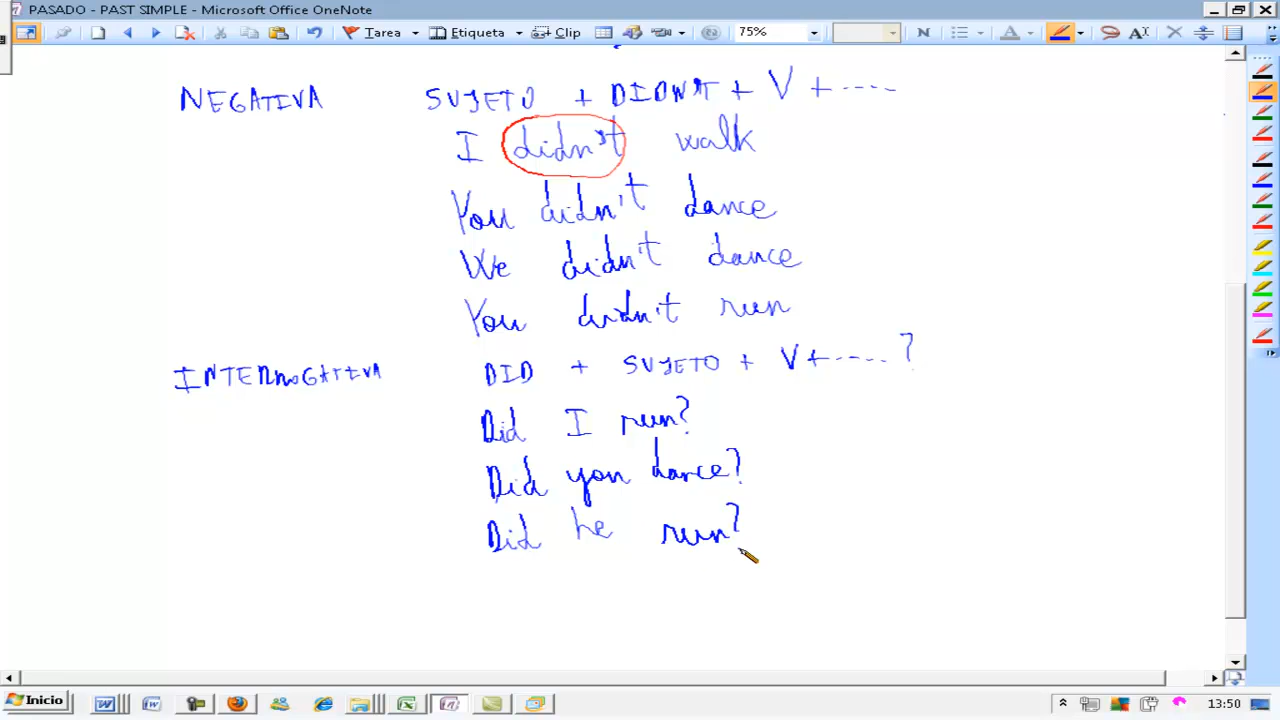 PASADO - PAST SIMPLE - Microsoft Office OneNote
Tarea Etiqueta Clip 75% N A
NEGATIVA SUJETO + DIDN'T + V + ....
I didn't walk
You didn't dance
We didn't dance
You didn't run
INTERROGATIVA DID + SUJETO + V + .....?
Did I run?
Did you dance?
Did he run?
Inicio 13:50